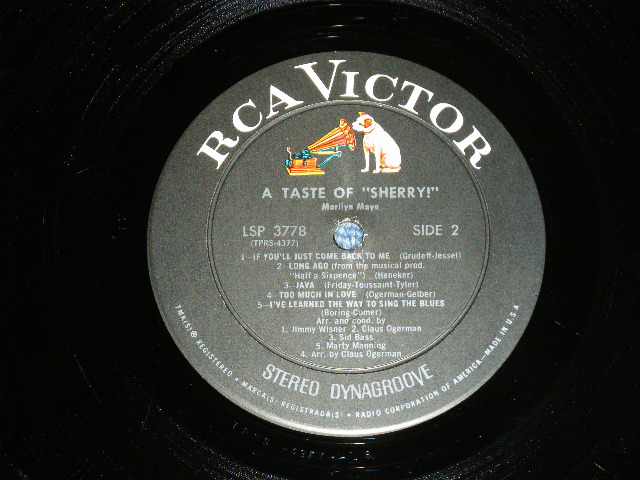 RCA VICTOR
A TASTE OF "SHERRY!"
Marilyn Maye
LSP 3778
(TPRS-4377)
SIDE 2
1—IF YOU'LL JUST COME BACK TO ME (Grudeff-Jessel)
2 LONG AGO (from the musical prod.
"Half a Sixpence") (Heneker)
3—JAVA (Friday-Toussaint-Tyler)
4—TOO MUCH IN LOVE (Ogerman-Gelber)
5—I'VE LEARNED THE WAY TO SING THE BLUES
(Boring-Comer)
Arr. and cond. by
1. Jimmy Wisner 2. Claus Ogerman
3. Sid Bass
5. Marty Manning
4. Arr. by Claus Ogerman
STEREO DYNAGROOVE
TMK(S) ® REGISTERED • MARCA(S) REGISTRADA(S) • RADIO CORPORATION OF AMERICA—MADE IN U.S.A